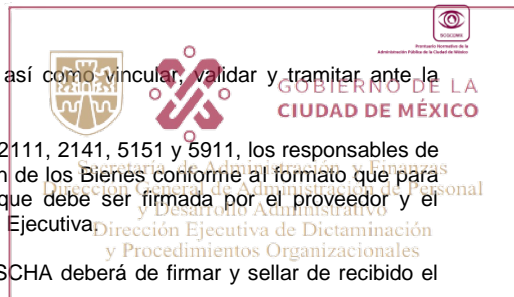 SGCDMX
Prontuario Normativo de la
Administración Pública de la Ciudad de México
así como vincular, validar y tramitar ante la
GOBIERNO DE LA
CIUDAD DE MÉXICO
2111, 2141, 5151 y 5911, los responsables de
Secretaría de Administración y Finanzas
n de los Bienes conforme al formato que para
Dirección General de Administración de Personal
que debe ser firmada por el proveedor y el
y Desarrollo Administrativo
Ejecutiva.
Dirección Ejecutiva de Dictaminación
y Procedimientos Organizacionales
SCHA deberá de firmar y sellar de recibido el